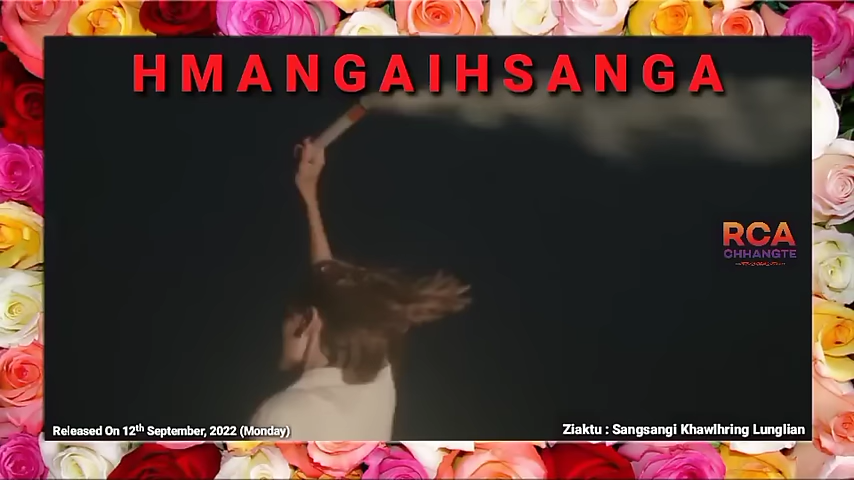 HMANGAIHSANGA
RCA
CHHANGTE
Released On 12th September, 2022 (Monday)
Ziaktu : Sangsangi Khawlhring Lunglian